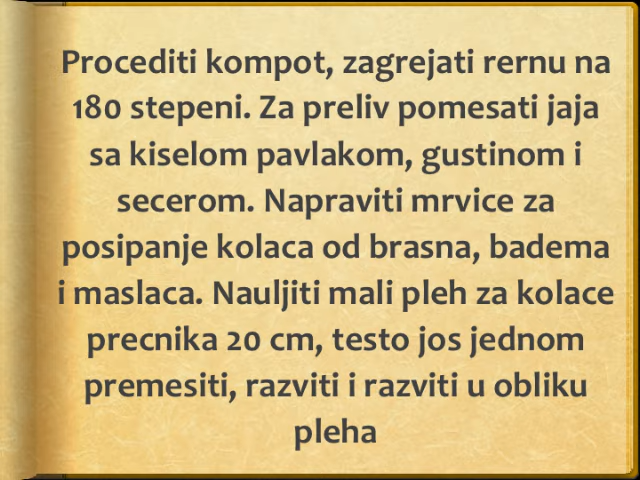 Procediti kompot, zagrejati rernu na
180 stepeni. Za preliv pomesati jaja
sa kiselom pavlakom, gustinom i
secerom. Napraviti mrvice za
posipanje kolaca od brasna, badema
i maslaca. Nauljiti mali pleh za kolace
precnika 20 cm, testo jos jednom
premesiti, razviti i razviti u obliku
pleha